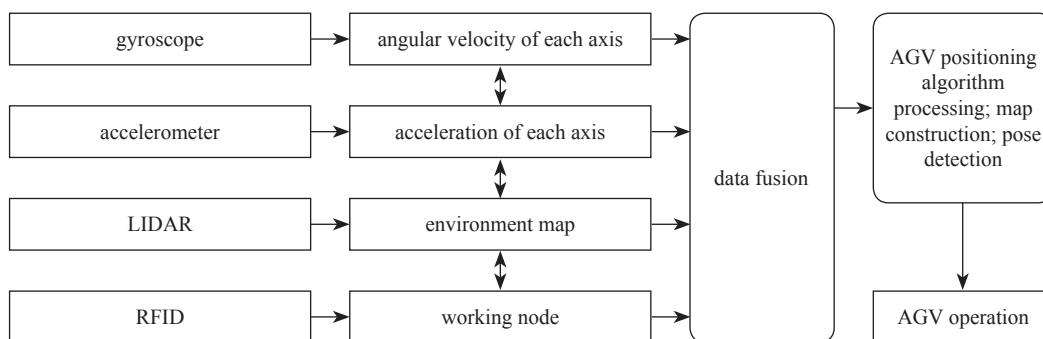 gyroscope
angular velocity of each axis
accelerometer
acceleration of each axis
LIDAR
environment map
RFID
working node
data fusion
AGV positioning
algorithm
processing; map
construction; pose
detection
AGV operation